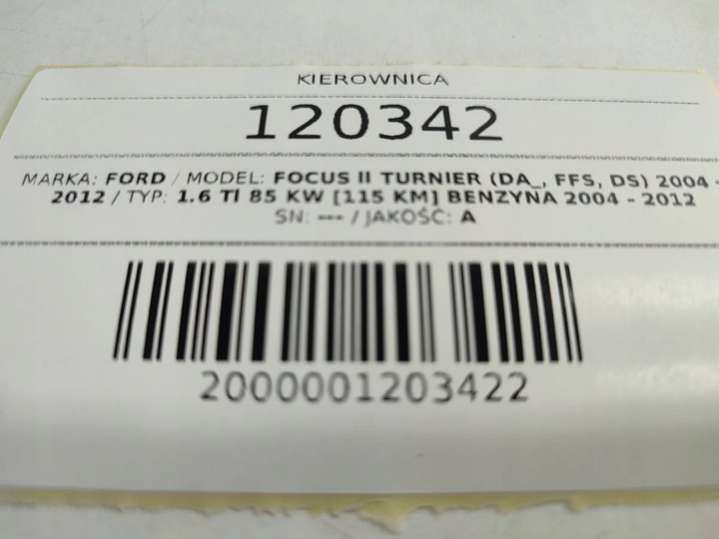 KIEROWNICA
120342
MARKA: FORD / MODEL: FOCUS II TURNIER (DA_, FFS, DS) 2004 -
2012 / TYP: 1.6 TI 85 KW [115 KM] BENZYNA 2004 - 2012
SN: --- / JAKOŚĆ: A
2000001203422